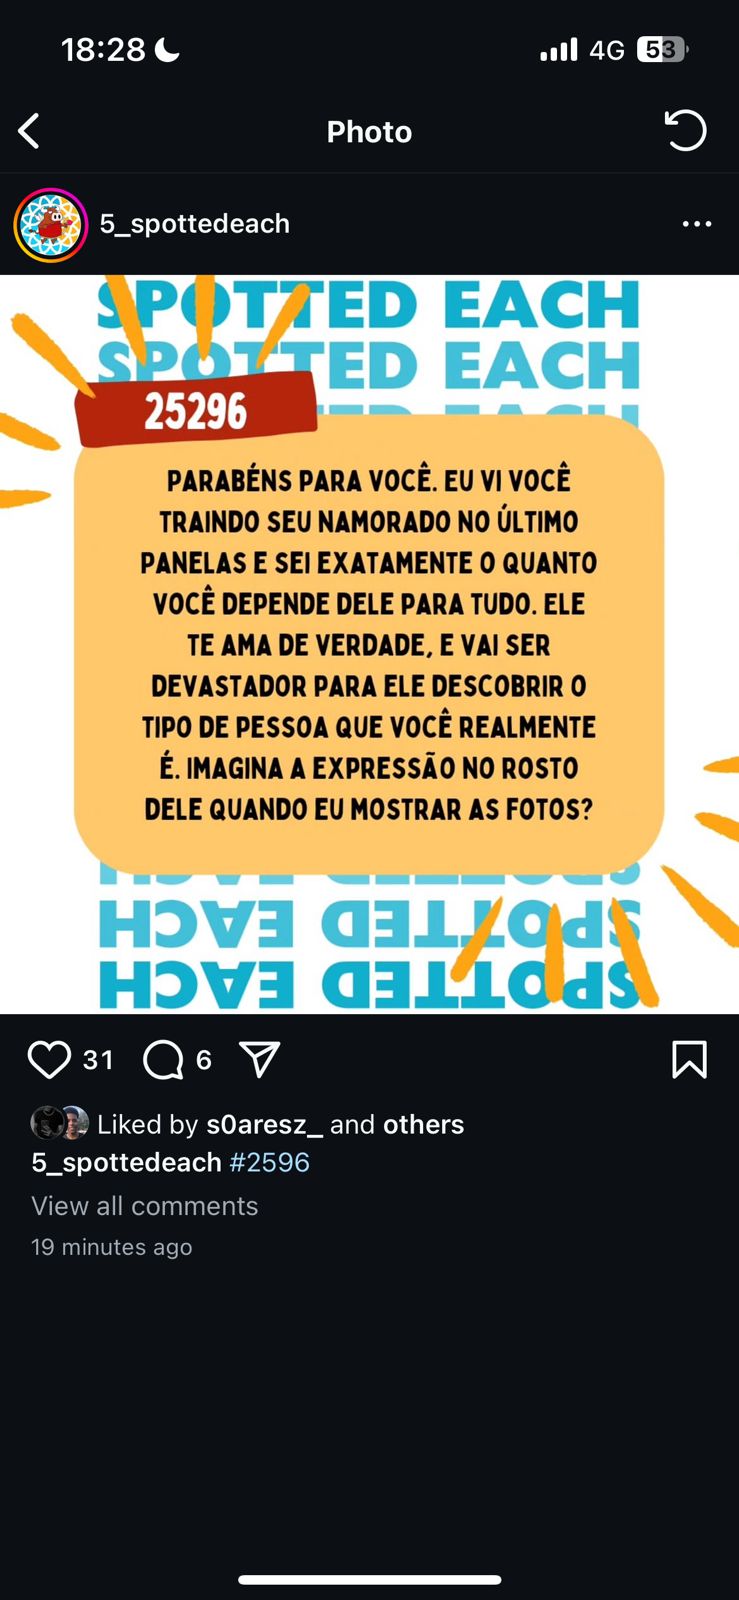 18:28
4G
53
Photo
5_spottedeach
SPOTTED EACH
SPOTTED EACH
SPOTTED EACH
25296
PARABÉNS PARA VOCÊ. EU VI VOCÊ
TRAINDO SEU NAMORADO NO ÚLTIMO
PANELAS E SEI EXATAMENTE O QUANTO
VOCÊ DEPENDE DELE PARA TUDO. ELE
TE AMA DE VERDADE, E VAI SER
DEVASTADOR PARA ELE DESCOBRIR O
TIPO DE PESSOA QUE VOCÊ REALMENTE
É. IMAGINA A EXPRESSÃO NO ROSTO
DELE QUANDO EU MOSTRAR AS FOTOS?
SPOTTED EACH
SPOTTED EACH
SPOTTED EACH
31
6
Liked by s0aresz_ and others
5_spottedeach #2596
View all comments
19 minutes ago